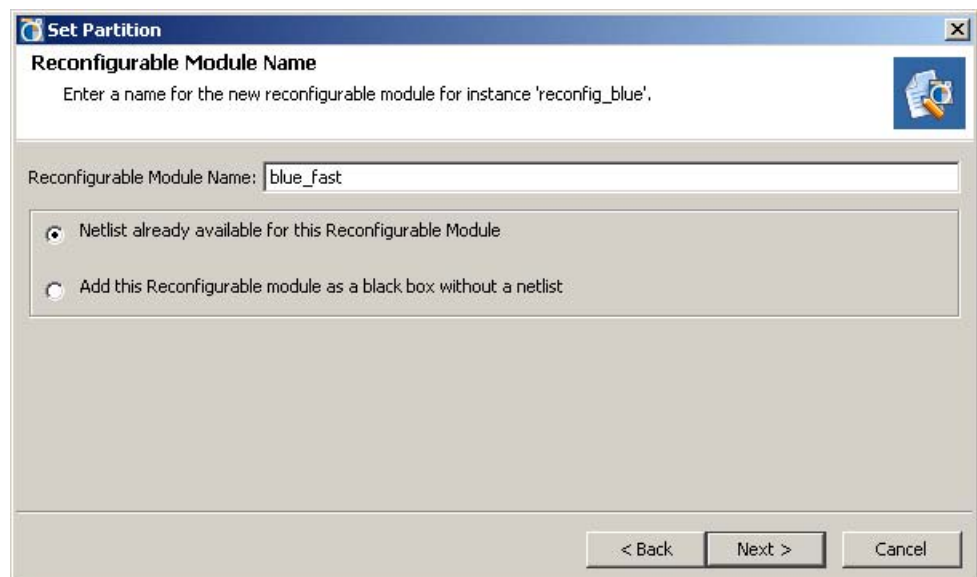 Set Partition
Reconfigurable Module Name
Enter a name for the new reconfigurable module for instance 'reconfig_blue'.
Reconfigurable Module Name: blue_fast
Netlist already available for this Reconfigurable Module
Add this Reconfigurable module as a black box without a netlist
< Back Next > Cancel